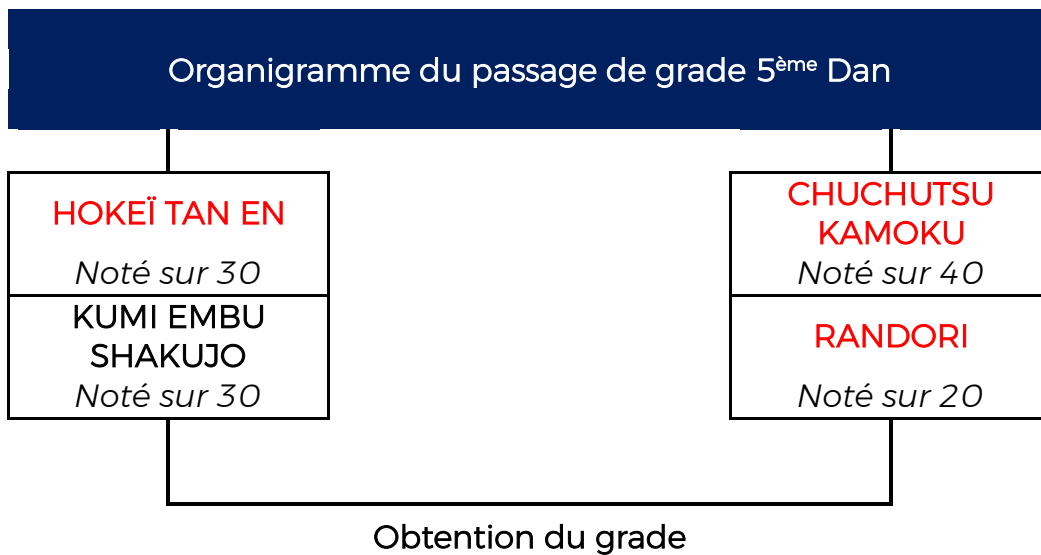 Organigramme du passage de grade 5ème Dan
HOKEÏ TAN EN
Noté sur 30
KUMI EMBU
SHAKUJO
Noté sur 30
CHUCHUTSU
KAMOKU
Noté sur 40
RANDORI
Noté sur 20
Obtention du grade